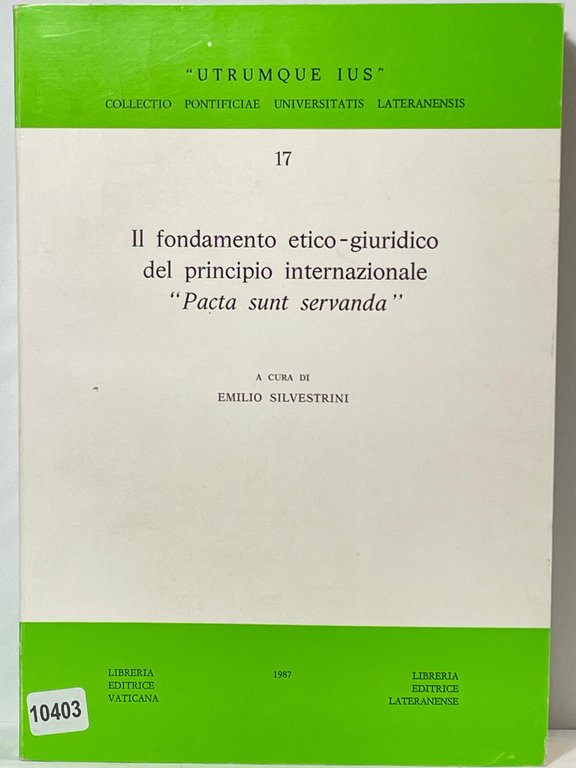 "UTRUMQUE IUS"
COLLECTIO PONTIFICIAE UNIVERSITATIS LATERANENSIS
17
Il fondamento etico-giuridico
del principio internazionale
"Pacta sunt servanda"
A CURA DI
EMILIO SILVESTRINI
LIBRERIA
EDITRICE
VATICANA
1987
LIBRERIA
EDITRICE
LATERANENSE
10403